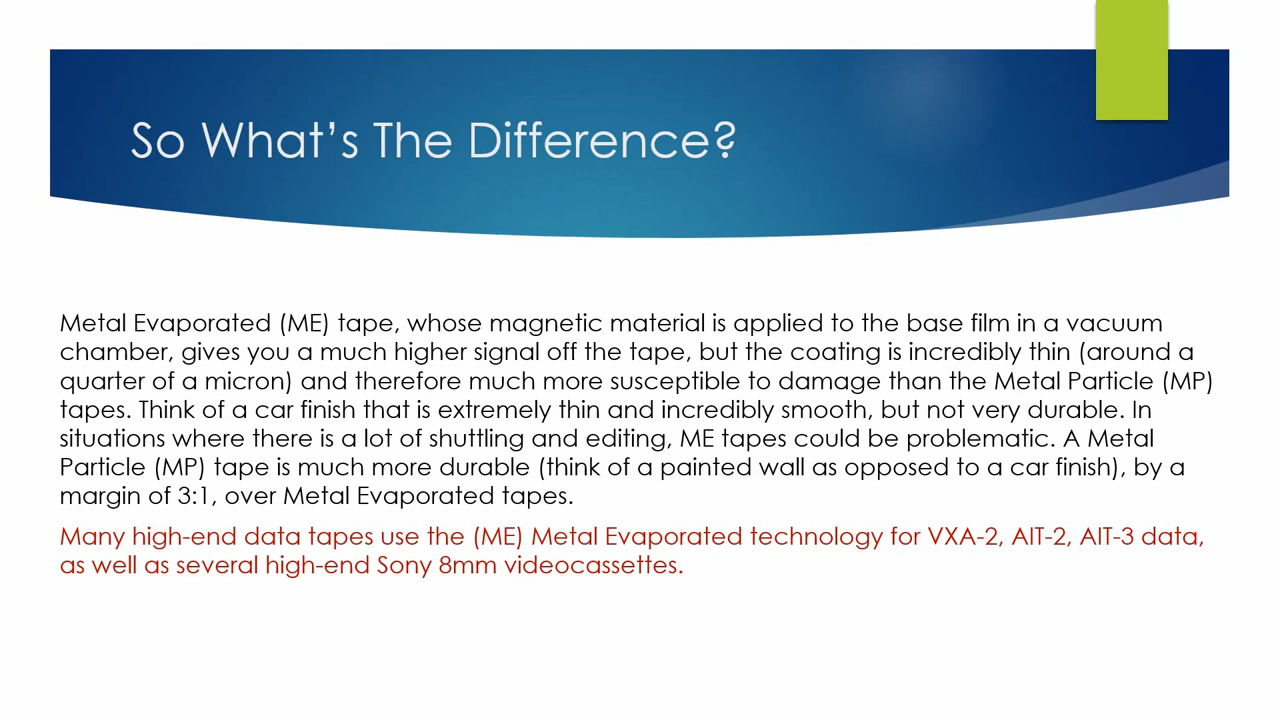 So What’s The Difference?
Metal Evaporated (ME) tape, whose magnetic material is applied to the base film in a vacuum
chamber, gives you a much higher signal off the tape, but the coating is incredibly thin (around a
quarter of a micron) and therefore much more susceptible to damage than the Metal Particle (MP)
tapes. Think of a car finish that is extremely thin and incredibly smooth, but not very durable. In
situations where there is a lot of shuttling and editing, ME tapes could be problematic. A Metal
Particle (MP) tape is much more durable (think of a painted wall as opposed to a car finish), by a
margin of 3:1, over Metal Evaporated tapes.
Many high-end data tapes use the (ME) Metal Evaporated technology for VXA-2, AIT-2, AIT-3 data,
as well as several high-end Sony 8mm videocassettes.